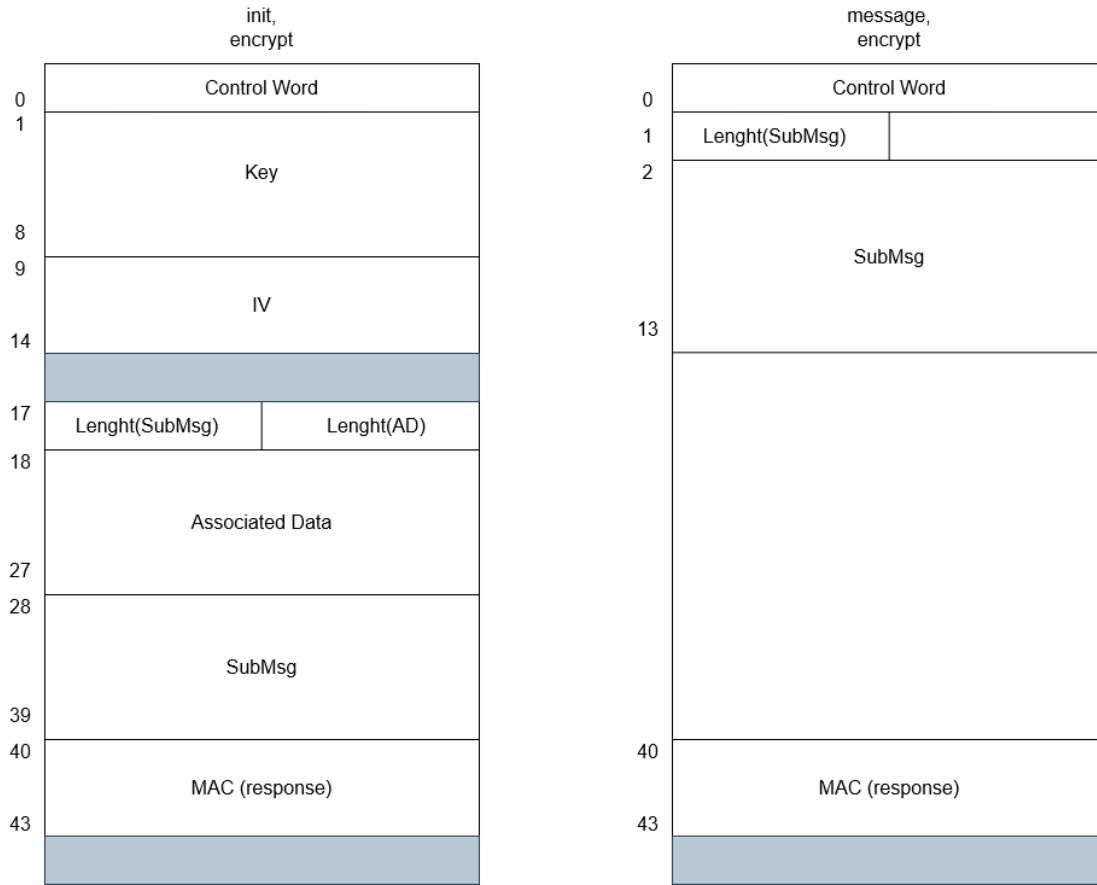 init,
encrypt
Control Word
0
1
Key
8
9
IV
14
17
Lenght(SubMsg)
Lenght(AD)
18
Associated Data
27
28
SubMsg
39
40
MAC (response)
43
message,
encrypt
Control Word
0
1
Lenght(SubMsg)
2
SubMsg
13
40
MAC (response)
43